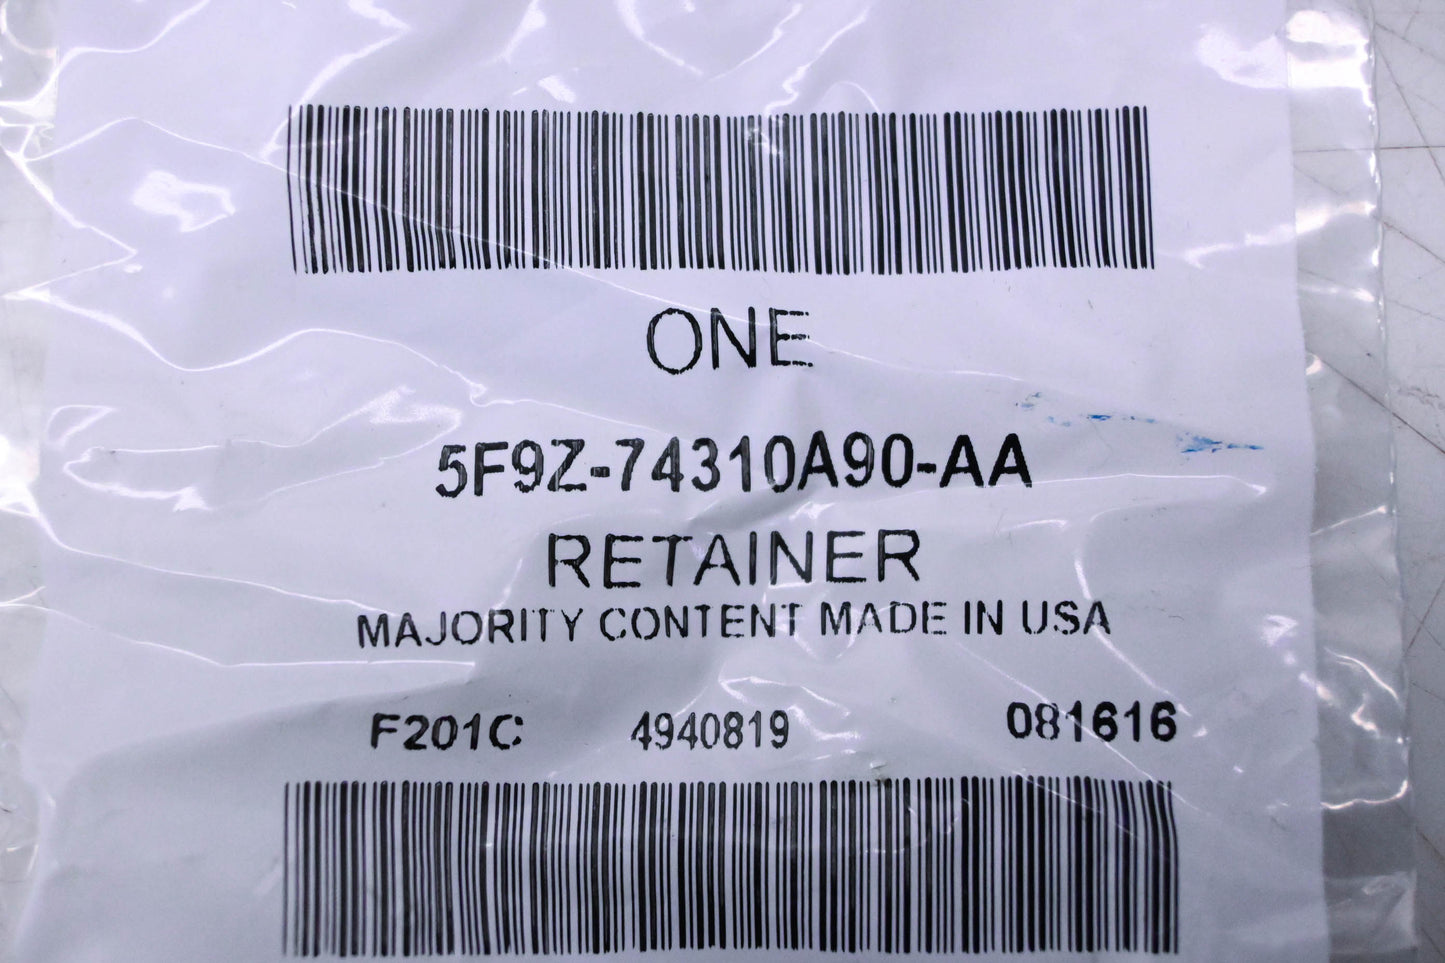 ONE
5F9Z-74310A90-AA
RETAINER
MAJORITY CONTENT MADE IN USA
F201C 4940819 081616